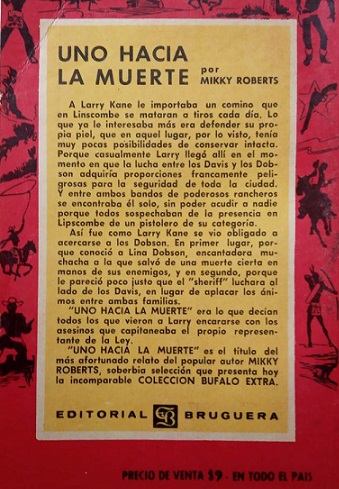 UNO HACIA
LA MUERTE por
MIKKY ROBERTS
A Larry Kane le importaba un comino que
en Linscombe se mataran a tiros cada día, Lo
que ya le interesaba más era defender su pro-
pia piel, que en aquel lugar, por lo visto, tenía
muy pocas posibilidades de conservar intacta.
Porque casualmente Larry llegó allí en el mo-
mento en que la lucha entre los Davis y los Dob-
son adquiría proporciones francamente peli-
grosas para la seguridad de toda la ciudad.
Y entre ambos bandos de poderosos rancheros
se encontraba él solo, sin poder acudir a nadie
porque todos sospechaban de la presencia en
Lipscombe de un pistolero de su categoría.
Así fue como Larry Kane se vio obligado a
acercarse a los Dobson. En primer lugar, por-
que conoció a Lina Dobson, encantadora mu-
chacha a la que salvó de una muerte cierta en
manos de sus enemigos, y en segundo, porque
le pareció poco justo que el "sheriff" luchara al
lado de los Davis, en lugar de aplacar los áni-
mos entre ambas familias.
"UNO HACIA LA MUERTE" era lo que decían
todos los que vieron a Larry encararse con los
asesinos que capitaneaba el propio represen-
tante de la Ley.
"UNO HACIA LA MUERTE" es el título del
más afortunado relato del popular autor MIKKY
ROBERTS, soberbia selección que presenta hoy
la incomparable COLECCION BUFALO EXTRA.
EDITORIAL BRUGUERA
PRECIO DE VENTA $9 - EN TODO EL PAIS